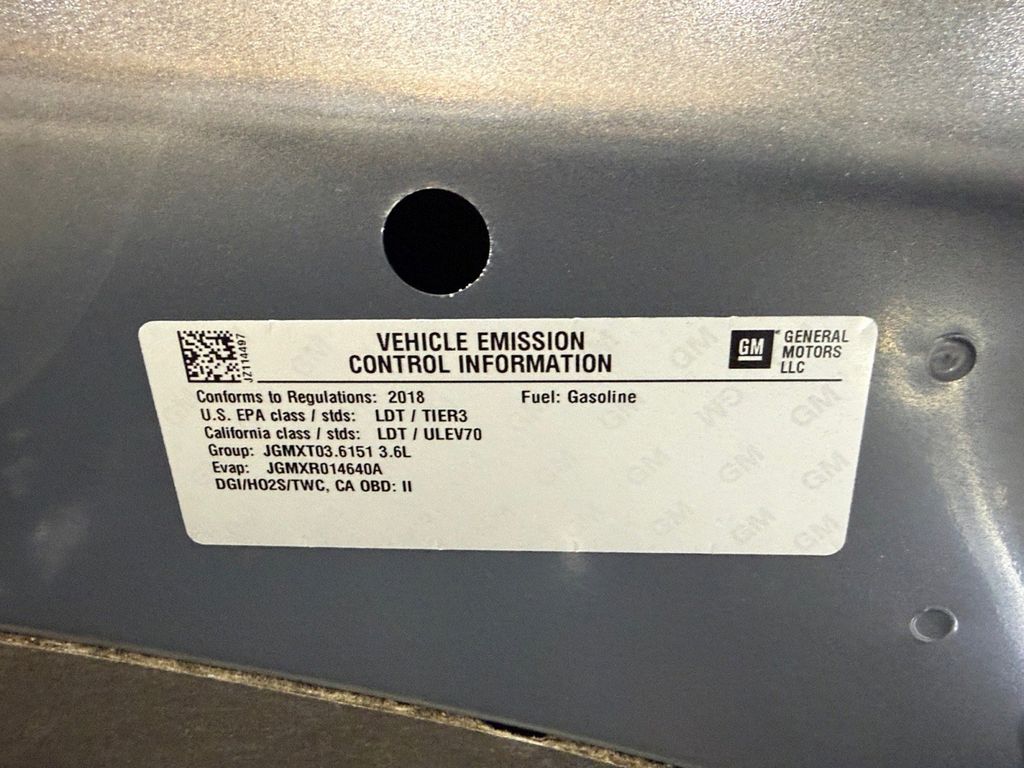 JZ114497
VEHICLE EMISSION
CONTROL INFORMATION
GM
GENERAL
MOTORS
LLC
Conforms to Regulations: 2018
Fuel: Gasoline
U.S. EPA class / stds: LDT / TIER3
California class / stds: LDT / ULEV70
Group: JGMXT03.6151 3.6L
Evap: JGMXR014640A
DGI/HO2S/TWC, CA OBD: II